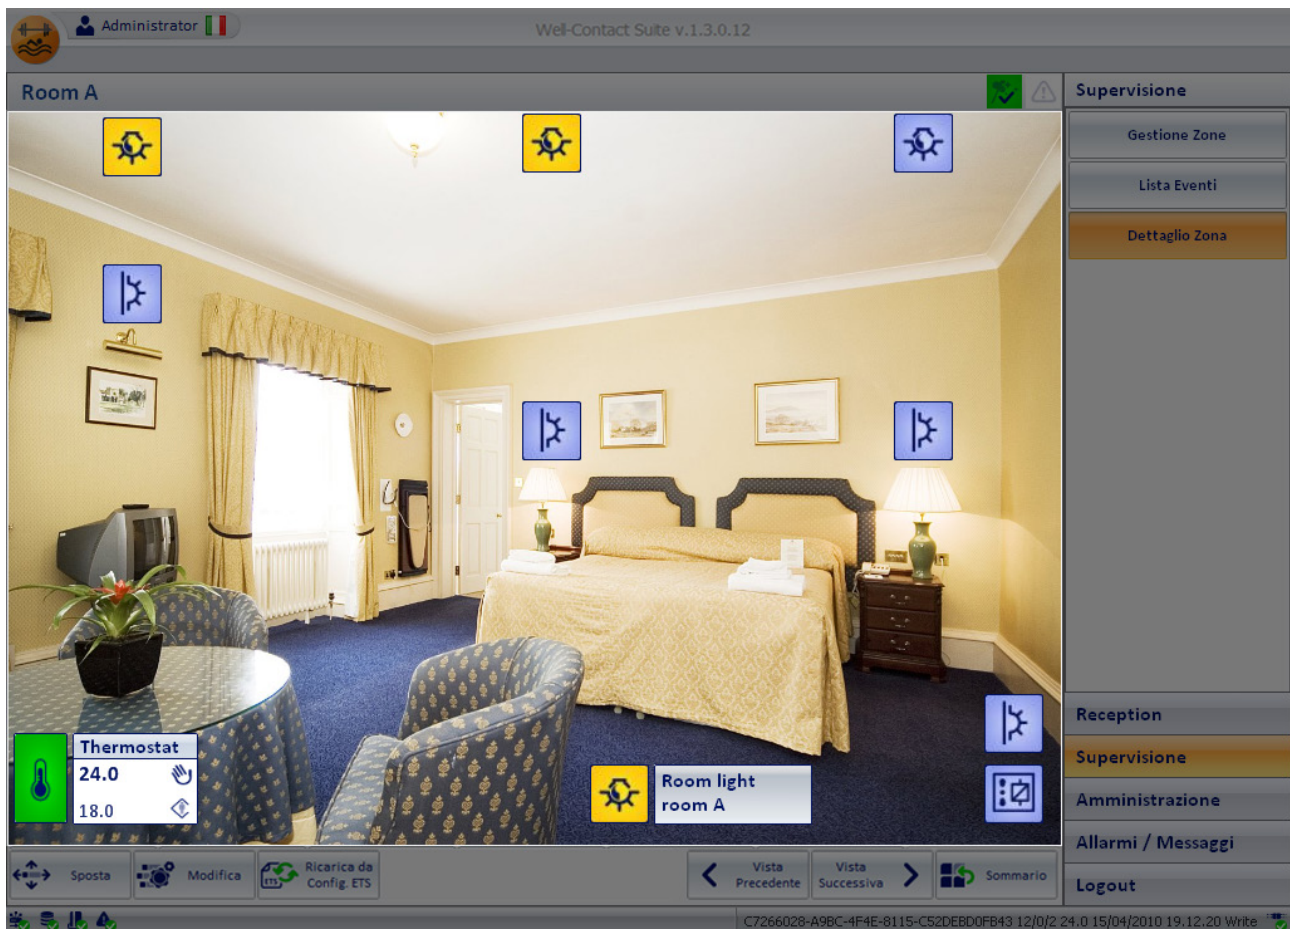 Administrator
Well-Contact Suite v.1.3.0.12
Room A
Supervisione
Gestione Zone
Lista Eventi
Dettaglio Zona
Thermostat
24.0
18.0
Room light
room A
Reception
Supervisione
Amministrazione
Allarmi / Messaggi
Logout
Sposta
Modifica
ETS
Ricarica da
Config. ETS
Vista
Precedente
Vista
Successiva
Sommario
C7266028-A9BC-4F4E-8115-C52DEBD0FB43 12/0/2 24.0 15/04/2010 19.12.20 Write